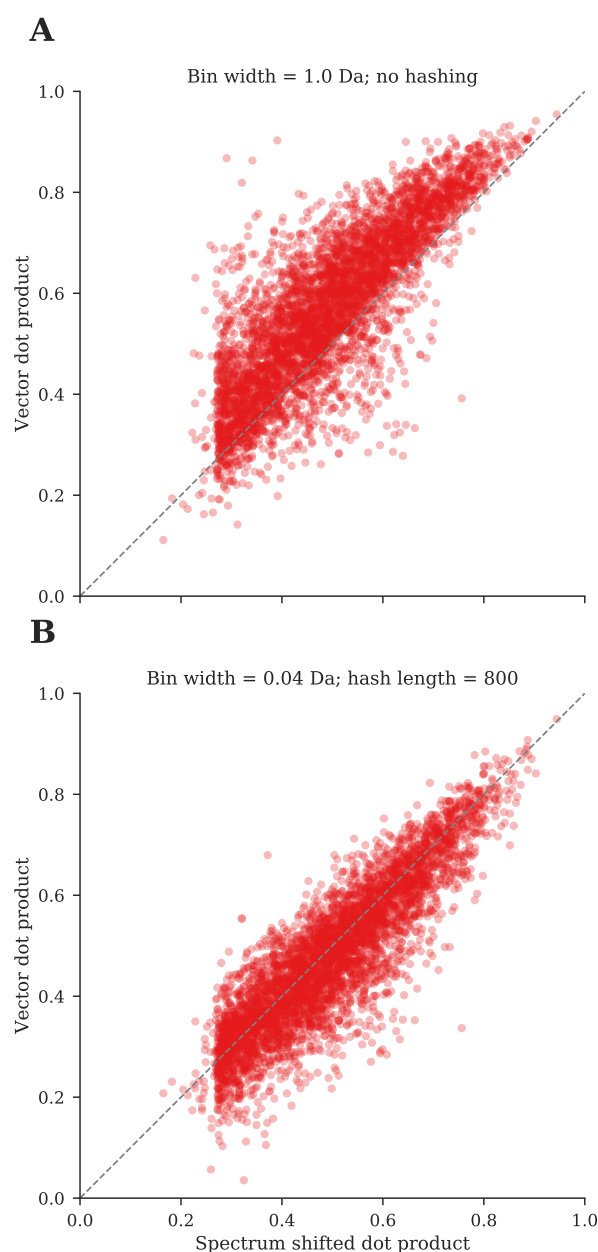 A
Bin width = 1.0 Da; no hashing
1.0
0.8
0.6
0.4
0.2
0.0
Vector dot product
B
Bin width = 0.04 Da; hash length = 800
1.0
0.8
0.6
0.4
0.2
0.0
Vector dot product
0.0 0.2 0.4 0.6 0.8 1.0
Spectrum shifted dot product